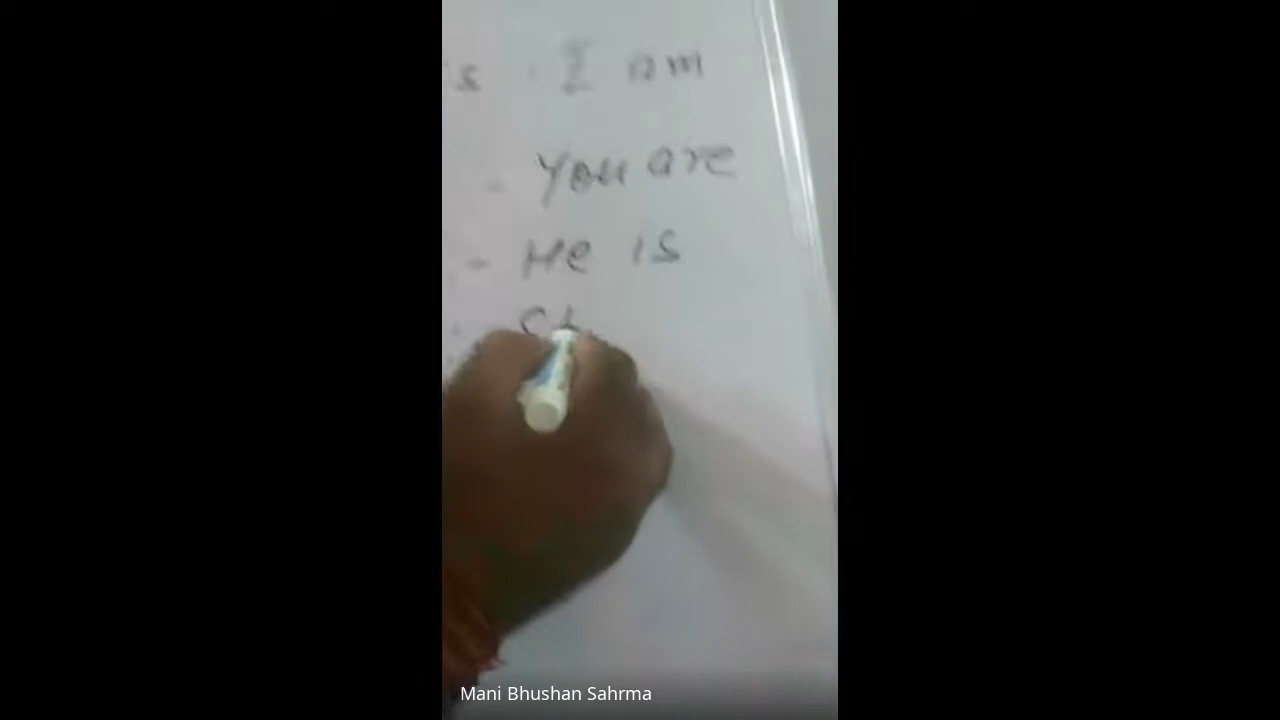 s . I am
- You are
- He is
Mani Bhushan Sahrma